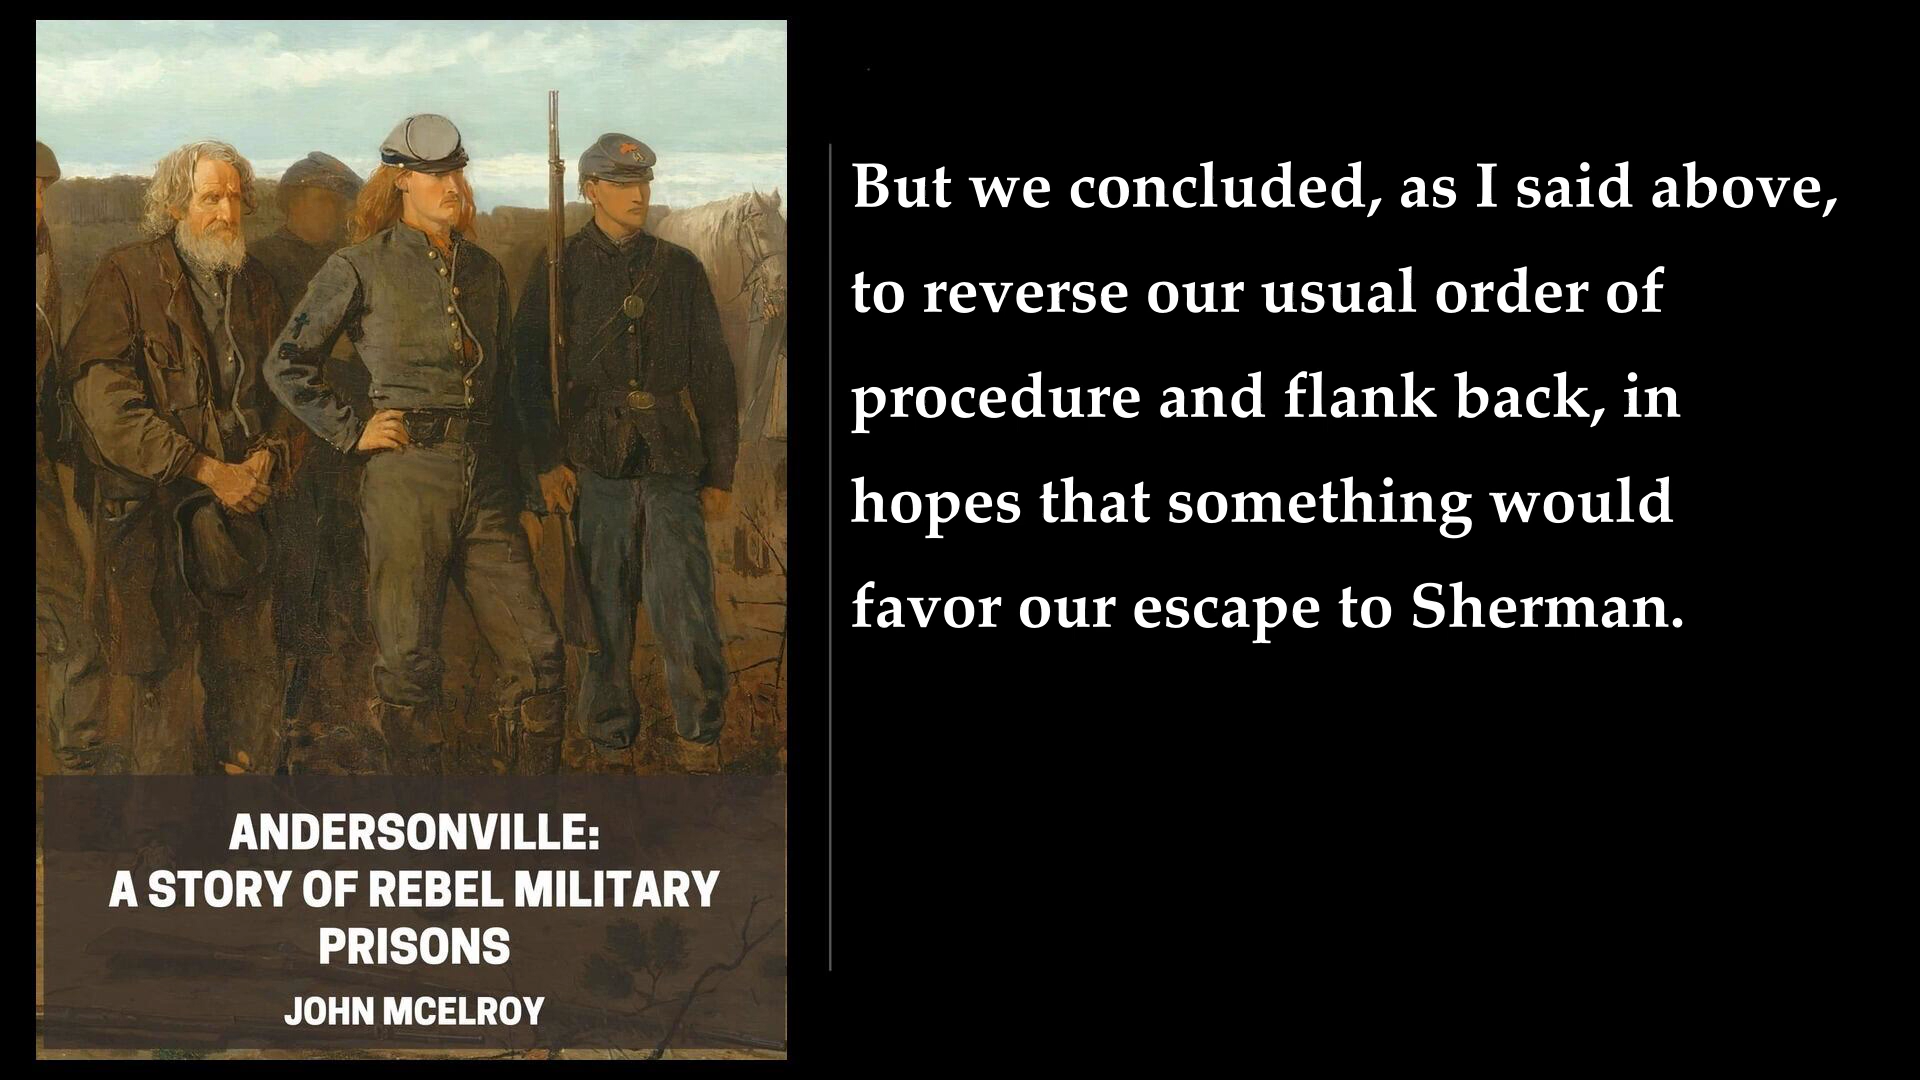 ANDERSONVILLE:
A STORY OF REBEL MILITARY
PRISONS
JOHN MCELROY
But we concluded, as I said above,
to reverse our usual order of
procedure and flank back, in
hopes that something would
favor our escape to Sherman.